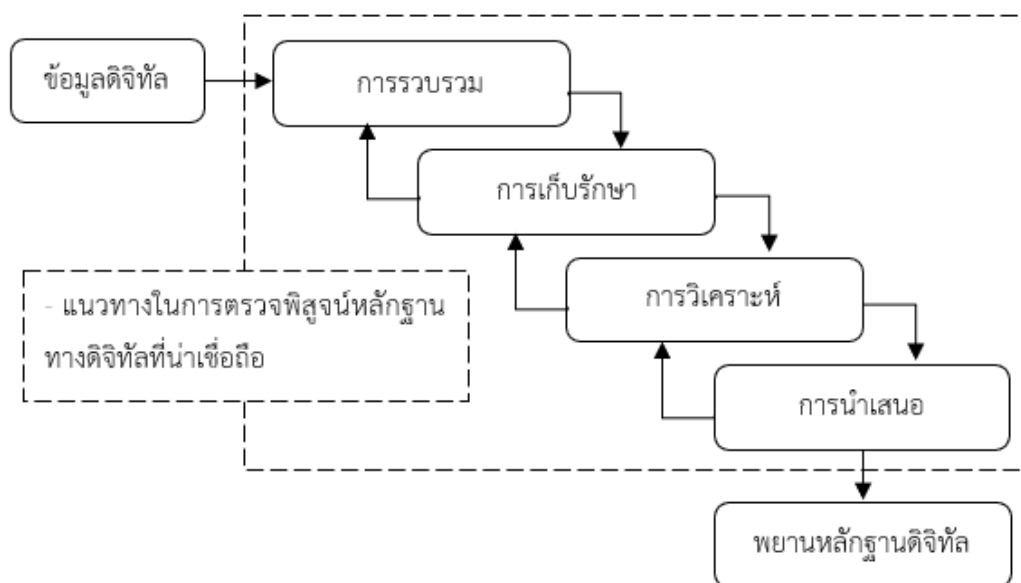 ข้อมูลดิจิทัล
การรวบรวม
การเก็บรักษา
การวิเคราะห์
- แนวทางในการตรวจพิสูจน์หลักฐาน
ทางดิจิทัลที่น่าเชื่อถือ
การนำเสนอ
พยานหลักฐานดิจิทัล